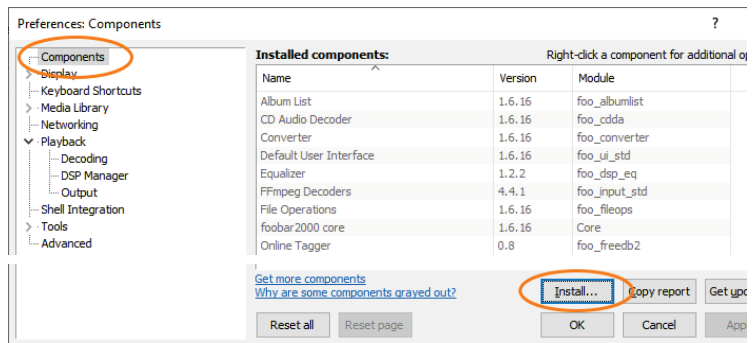 Preferences: Components ?
Components
Display
Keyboard Shortcuts
Media Library
Networking
Playback
Decoding
DSP Manager
Output
Shell Integration
Tools
Advanced
Installed components: Right-click a component for additional op
Name Version Module
Album List 1.6.16 foo_albumlist
CD Audio Decoder 1.6.16 foo_cdda
Converter 1.6.16 foo_converter
Default User Interface 1.6.16 foo_ui_std
Equalizer 1.2.2 foo_dsp_eq
FFmpeg Decoders 4.4.1 foo_input_std
File Operations 1.6.16 foo_fileops
foobar2000 core 1.6.16 Core
Online Tagger 0.8 foo_freedb2
Get more components
Why are some components grayed out?
Install... Copy report Get upd
Reset all Reset page OK Cancel App